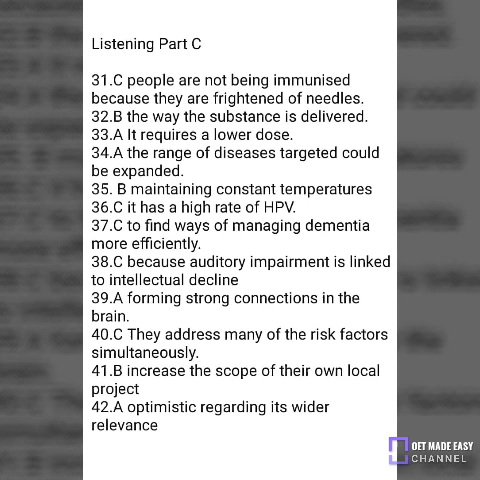 Listening Part C
31.C people are not being immunised
because they are frightened of needles.
32.B the way the substance is delivered.
33.A It requires a lower dose.
34.A the range of diseases targeted could
be expanded.
35. B maintaining constant temperatures
36.C it has a high rate of HPV.
37.C to find ways of managing dementia
more efficiently.
38.C because auditory impairment is linked
to intellectual decline
39.A forming strong connections in the
brain.
40.C They address many of the risk factors
simultaneously.
41.B increase the scope of their own local
project
42.A optimistic regarding its wider
relevance
OET MADE EASY
CHANNEL